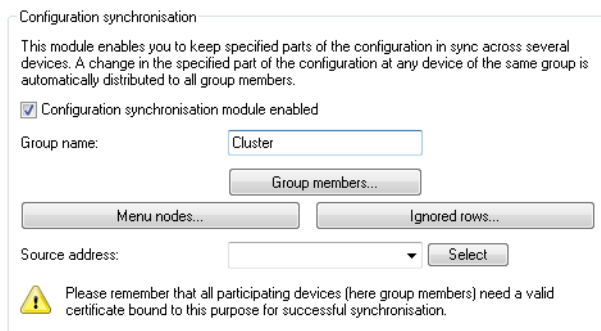 Configuration synchronisation
This module enables you to keep specified parts of the configuration in sync across several
devices. A change in the specified part of the configuration at any device of the same group is
automatically distributed to all group members.
Configuration synchronisation module enabled
Group name: Cluster
Group members...
Menu nodes... Ignored rows...
Source address: Select
Please remember that all participating devices (here group members) need a valid
certificate bound to this purpose for successful synchronisation.